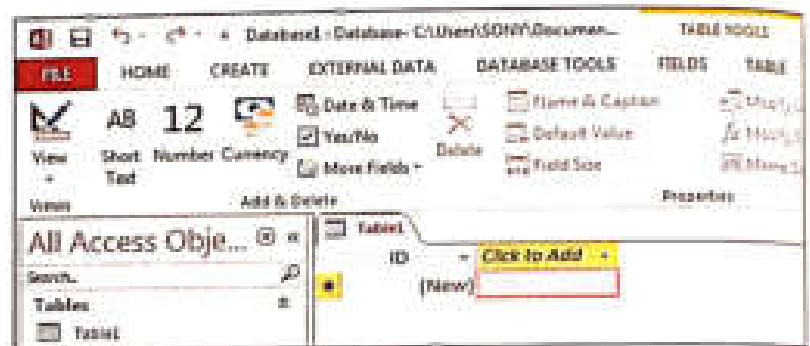 Database1 - Database- C:\Users\SONY\Documen... TABLE TOOLS
FILE HOME CREATE EXTERNAL DATA DATABASE TOOLS FIELDS TABLE
View
AB Short Text
12 Number
Currency
Date & Time
Yes/No
More Fields
Delete
Name & Caption
Default Value
Field Size
Views Add & Delete Properties
All Access Obje...
Search...
Tables
Table1
Table1
ID Click to Add
(New)